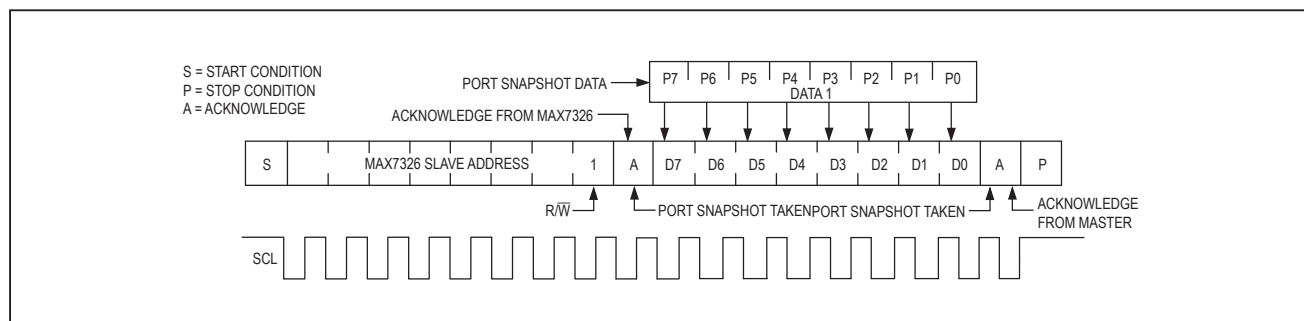 S = START CONDITION
P = STOP CONDITION
A = ACKNOWLEDGE
PORT SNAPSHOT DATA
P7 P6 P5 P4 P3 P2 P1 P0
DATA 1
ACKNOWLEDGE FROM MAX7326
S MAX7326 SLAVE ADDRESS 1 A D7 D6 D5 D4 D3 D2 D1 D0 A P
R/W̅ PORT SNAPSHOT TAKEN PORT SNAPSHOT TAKEN
ACKNOWLEDGE
FROM MASTER
SCL